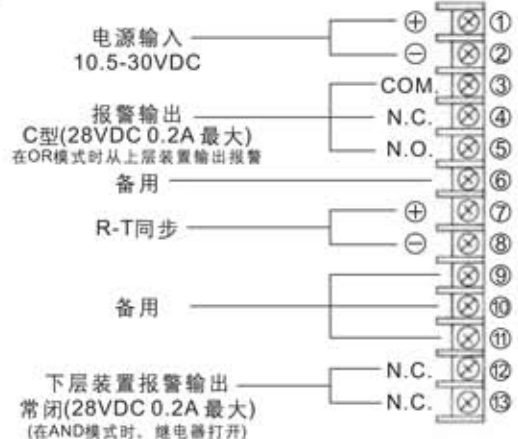 电源输入
10.5-30VDC
⊕ ①
⊖ ②
报警输出
C型(28VDC 0.2A 最大)
在OR模式时从上层装置输出报警
COM. ③
N.C. ④
N.O. ⑤
备用 ⑥
R-T同步
⊕ ⑦
⊖ ⑧
备用
⑨
⑩
⑪
下层装置报警输出
常闭(28VDC 0.2A 最大)
(在AND模式时、继电器打开)
N.C. ⑫
N.C. ⑬